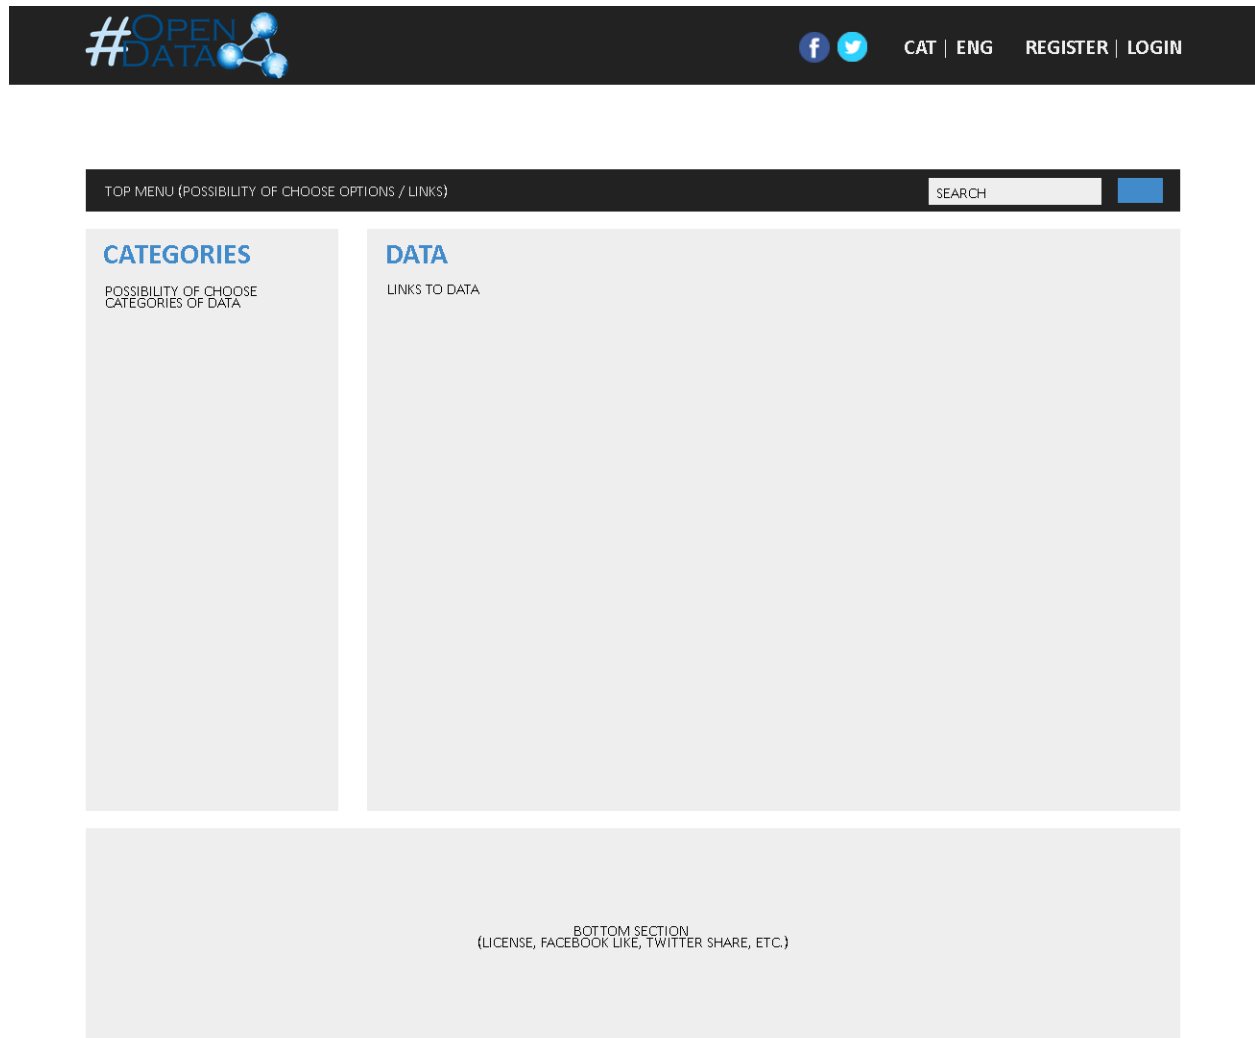 #OPEN
DATA
f
CAT | ENG REGISTER | LOGIN
TOP MENU (POSSIBILITY OF CHOOSE OPTIONS / LINKS)
SEARCH
CATEGORIES
POSSIBILITY OF CHOOSE
CATEGORIES OF DATA
DATA
LINKS TO DATA
BOTTOM SECTION
(LICENSE, FACEBOOK LIKE, TWITTER SHARE, ETC.)